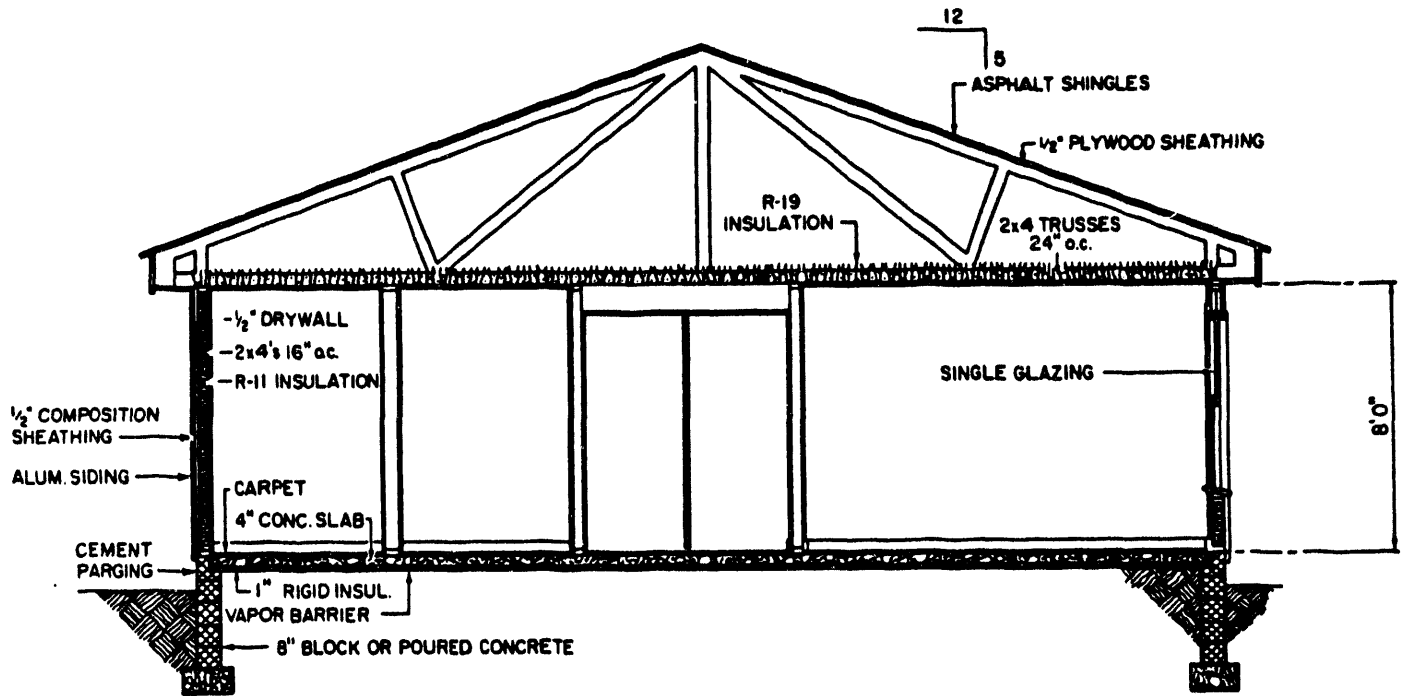 12
5
ASPHALT SHINGLES
1/2" PLYWOOD SHEATHING
R-19
INSULATION
2x4 TRUSSES
24" o.c.
1/2" DRYWALL
2x4's 16" o.c.
R-11 INSULATION
SINGLE GLAZING
8'0"
1/2" COMPOSITION
SHEATHING
ALUM. SIDING
CARPET
4" CONC. SLAB
CEMENT
PARGING
1" RIGID INSUL.
VAPOR BARRIER
8" BLOCK OR POURED CONCRETE